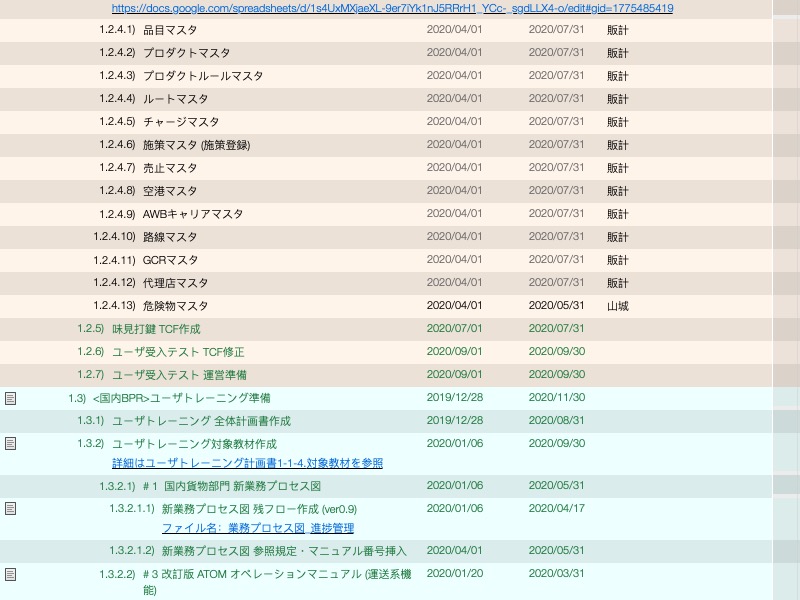 https://docs.google.com/spreadsheets/d/1s4UxMXjaeXL-9er7lYk1nJ5RRrH1_YCc-_sgdLLX4-o/edit#gid=1775485419
1.2.4.1) 品目マスタ 2020/04/01 2020/07/31 販計
1.2.4.2) プロダクトマスタ 2020/04/01 2020/07/31 販計
1.2.4.3) プロダクトルールマスタ 2020/04/01 2020/07/31 販計
1.2.4.4) ルートマスタ 2020/04/01 2020/07/31 販計
1.2.4.5) チャージマスタ 2020/04/01 2020/07/31 販計
1.2.4.6) 施策マスタ (施策登録) 2020/04/01 2020/07/31 販計
1.2.4.7) 売止マスタ 2020/04/01 2020/07/31 販計
1.2.4.8) 空港マスタ 2020/04/01 2020/07/31 販計
1.2.4.9) AWBキャリアマスタ 2020/04/01 2020/07/31 販計
1.2.4.10) 路線マスタ 2020/04/01 2020/07/31 販計
1.2.4.11) GCRマスタ 2020/04/01 2020/07/31 販計
1.2.4.12) 代理店マスタ 2020/04/01 2020/07/31 販計
1.2.4.13) 危険物マスタ 2020/04/01 2020/05/31 山城
1.2.5) 味見打鍵 TCF作成 2020/07/01 2020/07/31
1.2.6) ユーザ受入テスト TCF修正 2020/09/01 2020/09/30
1.2.7) ユーザ受入テスト 運営準備 2020/09/01 2020/09/30
1.3) <国内BPR>ユーザトレーニング準備 2019/12/28 2020/11/30
1.3.1) ユーザトレーニング 全体計画書作成 2019/12/28 2020/08/31
1.3.2) ユーザトレーニング対象教材作成 2020/01/06 2020/09/30
詳細はユーザトレーニング計画書1-1-4.対象教材を参照
1.3.2.1) #1 国内貨物部門 新業務プロセス図 2020/01/06 2020/05/31
1.3.2.1.1) 新業務プロセス図 残フロー作成 (ver0.9) 2020/01/06 2020/04/17
ファイル名：業務プロセス図_進捗管理
1.3.2.1.2) 新業務プロセス図 参照規定・マニュアル番号挿入 2020/04/01 2020/05/31
1.3.2.2) #3 改訂版 ATOM オペレーションマニュアル (運送系機 2020/01/20 2020/03/31
能)